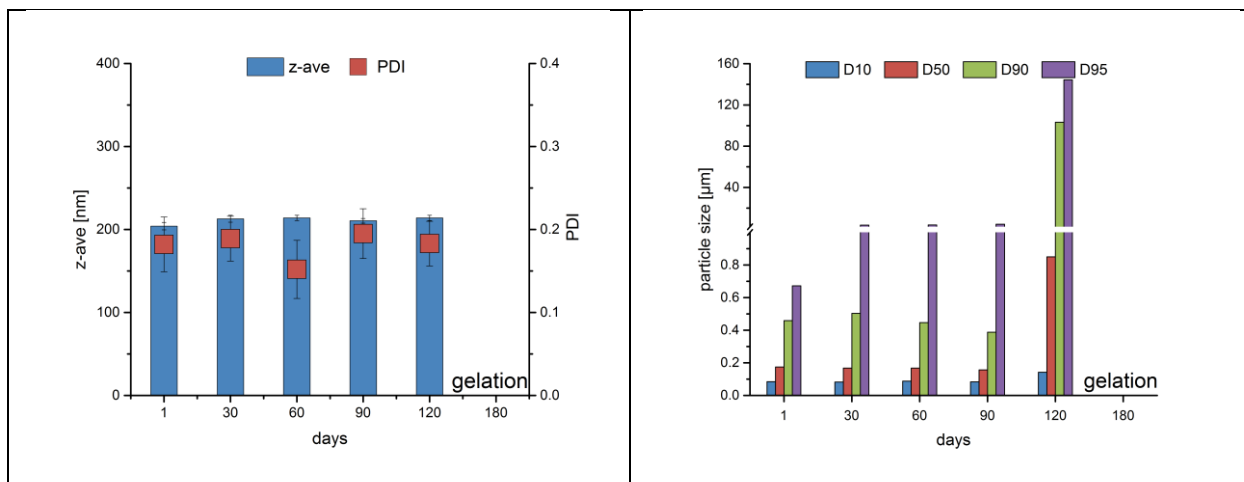 z-ave PDI
400
300
200
100
0
z-ave [nm]
0.4
0.3
0.2
0.1
0.0
PDI
gelation
1 30 60 90 120 180
days
D10 D50 D90 D95
160
120
80
40
0.8
0.6
0.4
0.2
0.0
particle size [µm]
gelation
1 30 60 90 120 180
days